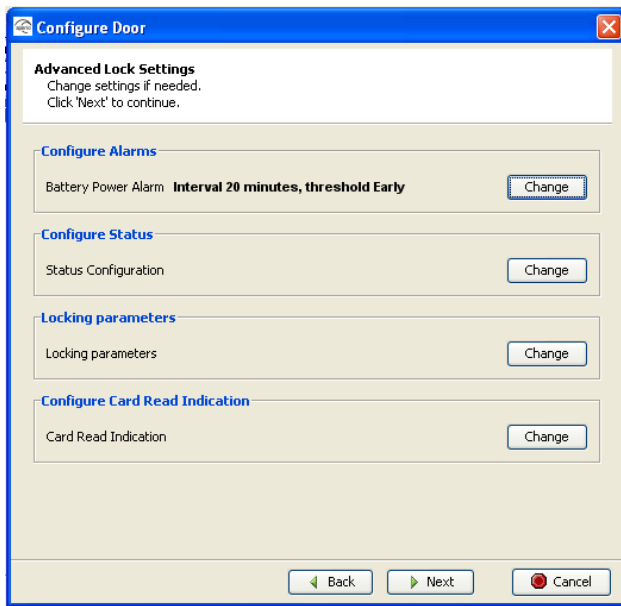 Configure Door
Advanced Lock Settings
Change settings if needed.
Click 'Next' to continue.
Configure Alarms
Battery Power Alarm Interval 20 minutes, threshold Early
Change
Configure Status
Status Configuration
Change
Locking parameters
Locking parameters
Change
Configure Card Read Indication
Card Read Indication
Change
Back
Next
Cancel